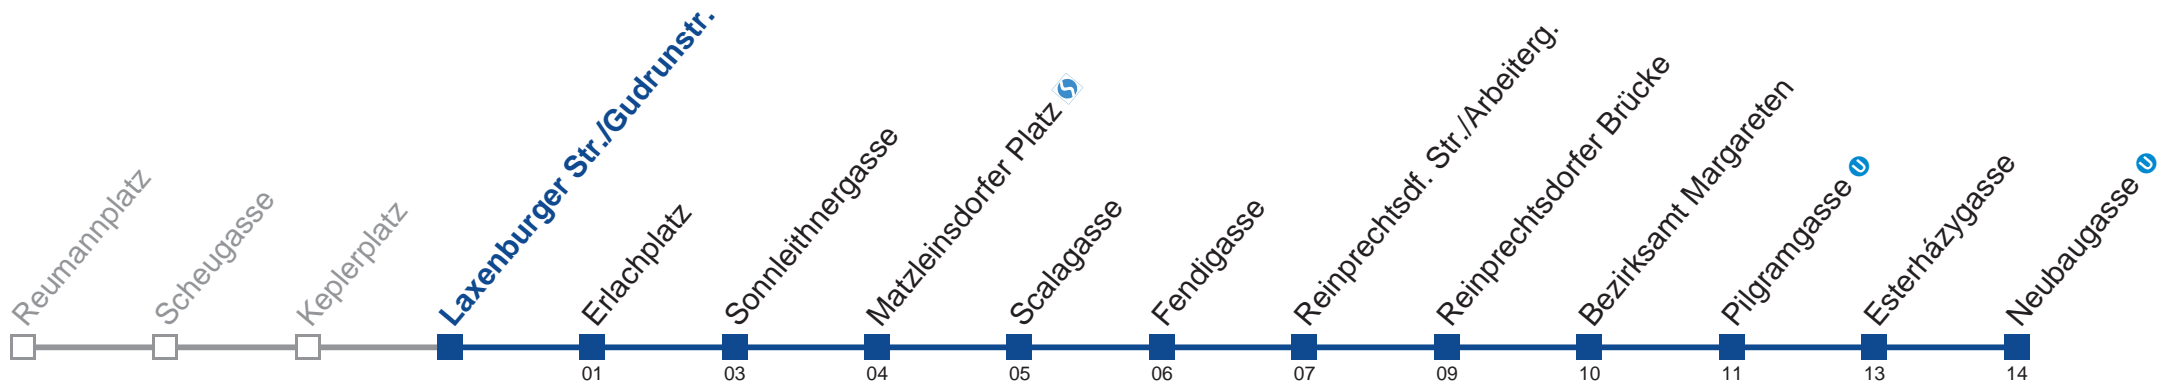 Reumannplatz
Scheugasse
Keplerplatz
Laxenburger Str./Gudrunstr.
Erlachplatz
Sonnleithnergasse
Matzleinsdorfer Platz S
Scalagasse
Fendigasse
Reinprechtsdf. Str./Arbeiterg.
Reinprechtsdorfer Brücke
Bezirksamt Margareten
Pilgramgasse U
Esterházygasse
Neubaugasse U
01 03 04 05 06 07 09 10 11 13 14